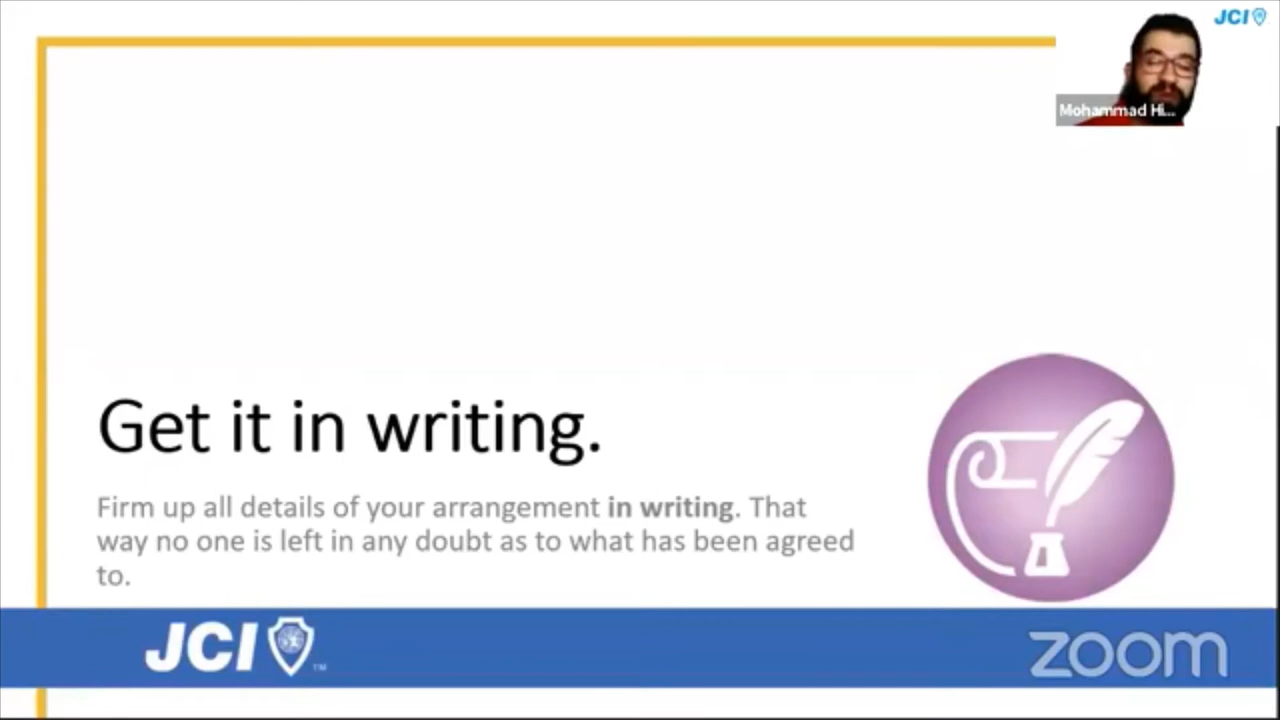 JCI
Mohammad Hi...
Get it in writing.
Firm up all details of your arrangement in writing. That
way no one is left in any doubt as to what has been agreed
to.
JCI TM
zoom